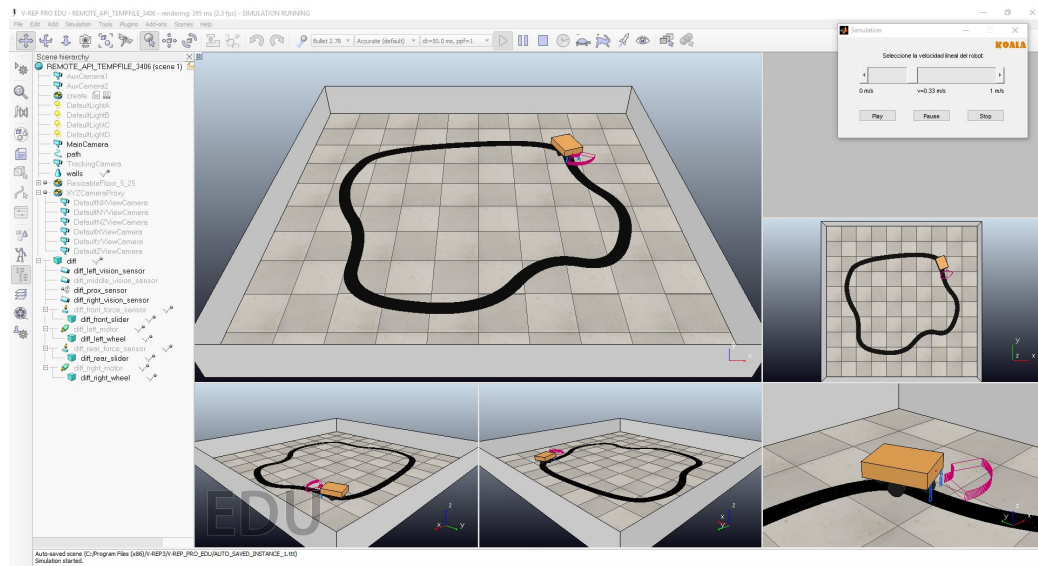 V-REP PRO EDU - REMOTE_API_TEMPFILE_3406 - rendering: 395 ms (2.3 fps) - SIMULATION RUNNING
File Edit Add Simulation Tools Plugins Add-ons Scenes Help
Bullet 2.78 Accurate (default) dt=50.0 ms, ppf=1
Scene hierarchy
REMOTE_API_TEMPFILE_3406 (scene 1)
AuxCamera1
AuxCamera2
create
DefaultLightA
DefaultLightB
DefaultLightC
DefaultLightD
MainCamera
path
TrackingCamera
walls
ResizableFloor_5_25
XYZCameraProxy
DefaultNXViewCamera
DefaultNYViewCamera
DefaultNZViewCamera
DefaultXViewCamera
DefaultYViewCamera
DefaultZViewCamera
diff
diff_left_vision_sensor
diff_middle_vision_sensor
diff_prox_sensor
diff_right_vision_sensor
diff_front_force_sensor
diff_front_slider
diff_left_motor
diff_left_wheel
diff_rear_force_sensor
diff_rear_slider
diff_right_motor
diff_right_wheel
Simulation
KOALA
Seleccione la velocidad lineal del robot:
0 m/s v=0.33 m/s 1 m/s
Play Pause Stop
x
y
z x
EDU
z
x y
z
y
x
y x
Auto-saved scene (C:/Program Files (x86)/V-REP3/V-REP_PRO_EDU/AUTO_SAVED_INSTANCE_1.ttt)
Simulation started.